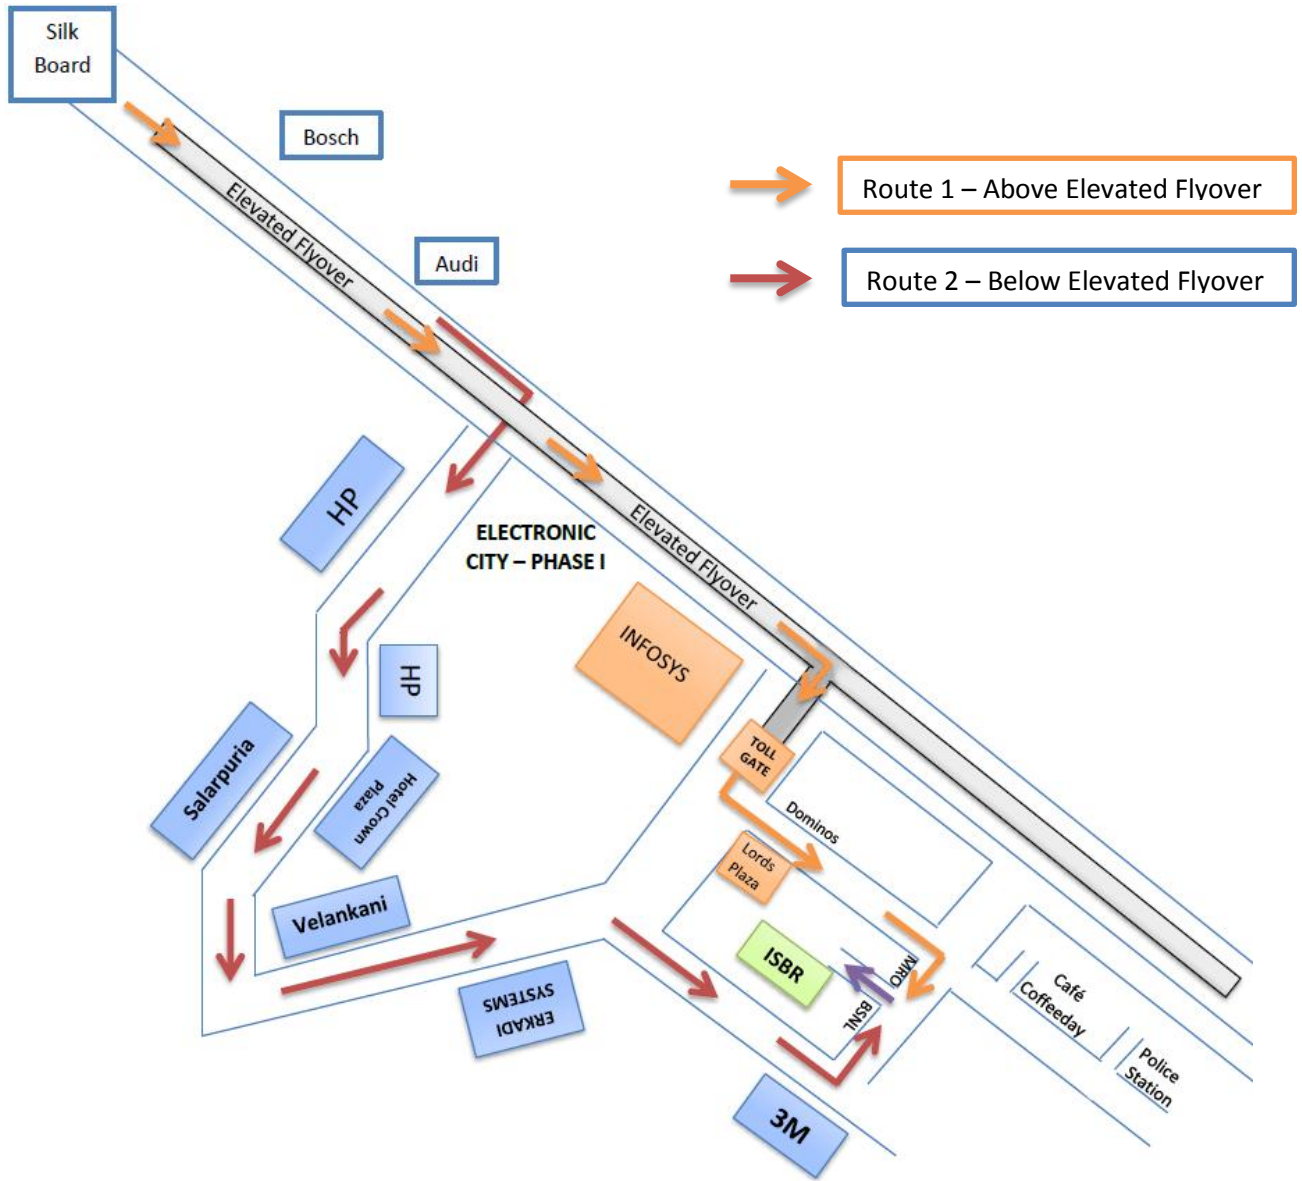 Silk
Board
Bosch
Route 1 – Above Elevated Flyover
Elevated Flyover
Audi
Route 2 – Below Elevated Flyover
HP
ELECTRONIC
CITY – PHASE I
Elevated Flyover
INFOSYS
HP
TOLL
GATE
Salarpuria
Hotel Crown
Plaza
Dominos
Lords
Plaza
Velankani
ISBR
MRO
BSNL
Café
Coffeeday
ERKADI
SYSTEMS
Police
Station
3M